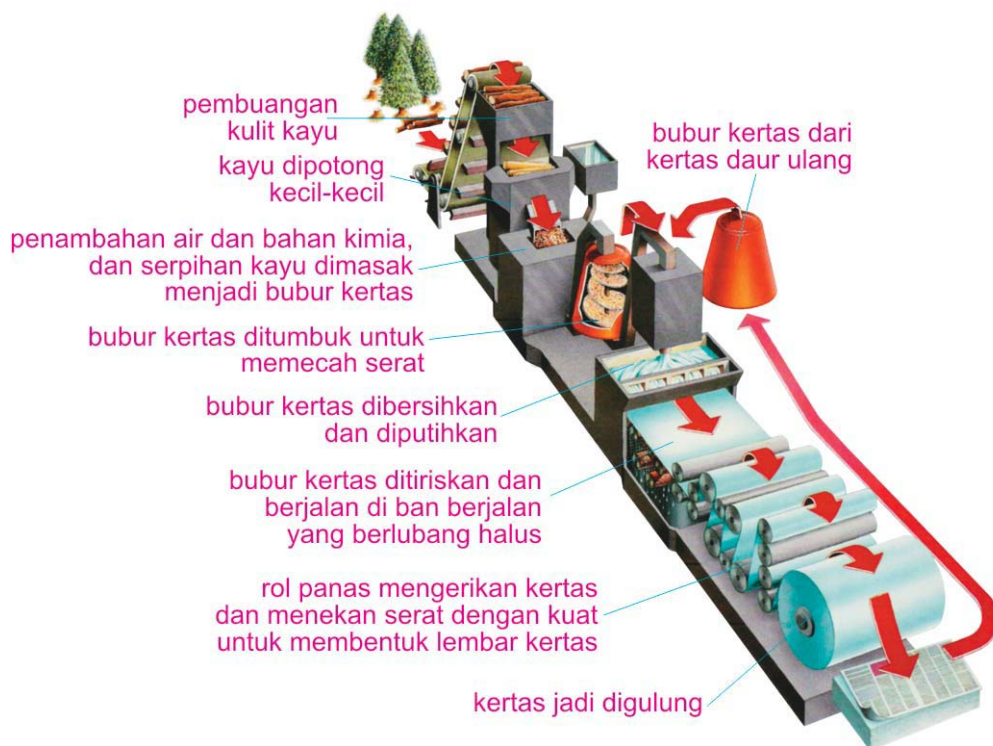 pembuangan
kulit kayu
kayu dipotong
kecil-kecil
penambahan air dan bahan kimia,
dan serpihan kayu dimasak
menjadi bubur kertas
bubur kertas ditumbuk untuk
memecah serat
bubur kertas dibersihkan
dan diputihkan
bubur kertas ditiriskan dan
berjalan di ban berjalan
yang berlubang halus
rol panas mengerikan kertas
dan menekan serat dengan kuat
untuk membentuk lembar kertas
kertas jadi digulung
bubur kertas dari
kertas daur ulang